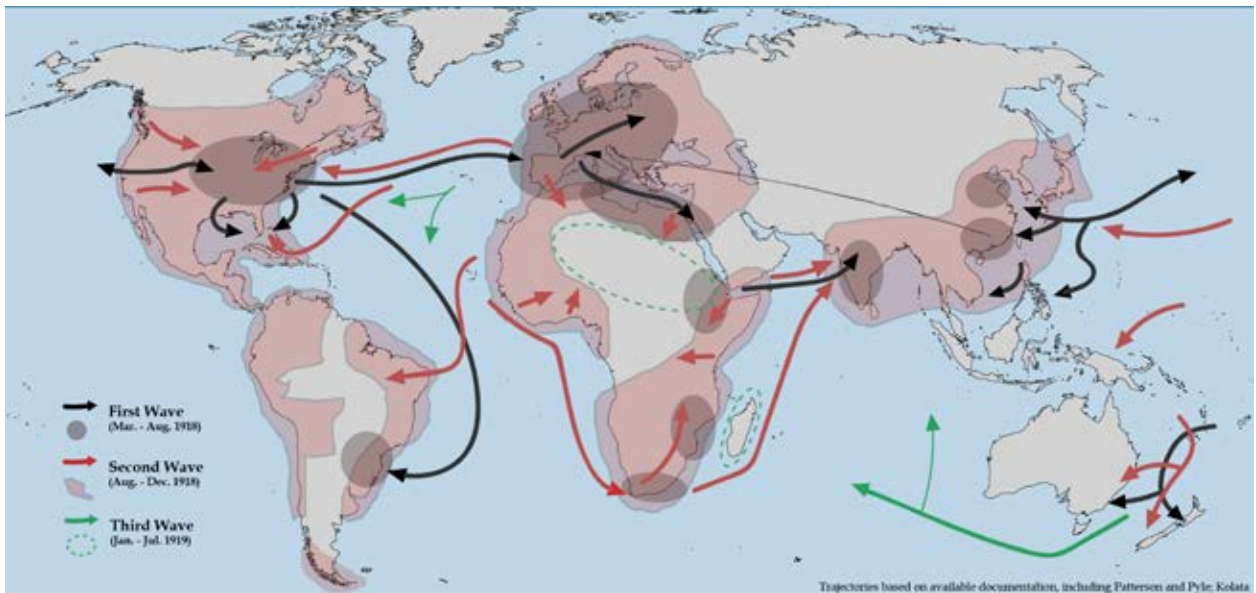 First Wave
(Mar. - Aug. 1918)
Second Wave
(Aug. - Dec. 1918)
Third Wave
(Jan. - Jul. 1919)
Trajectories based on available documentation, including Patterson and Pyle; Kolata